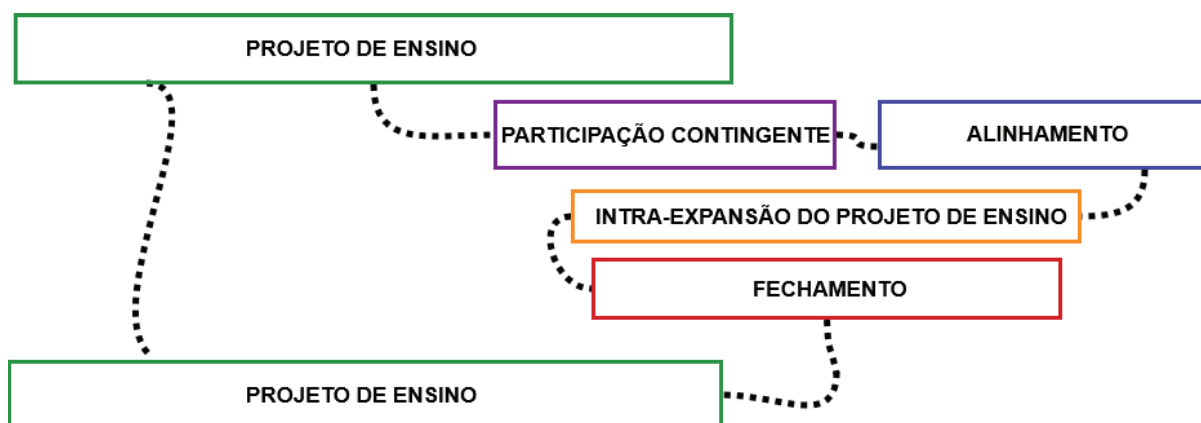 PROJETO DE ENSINO
PARTICIPAÇÃO CONTINGENTE
ALINHAMENTO
INTRA-EXPANSÃO DO PROJETO DE ENSINO
FECHAMENTO
PROJETO DE ENSINO